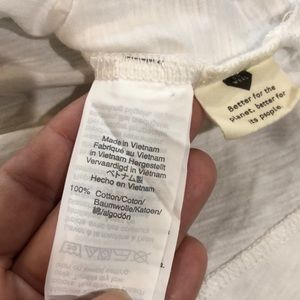 Made in Vietnam
Fabriqué au Vietnam
in Vietnam Hergestellt
Vervaardigd in Vietnam
ベトナム製
Hecho en Vietnam
100% Cotton/Coton/
Baumwolle/Katoen/
綿/algodón
Better for the
planet, better for
its people.